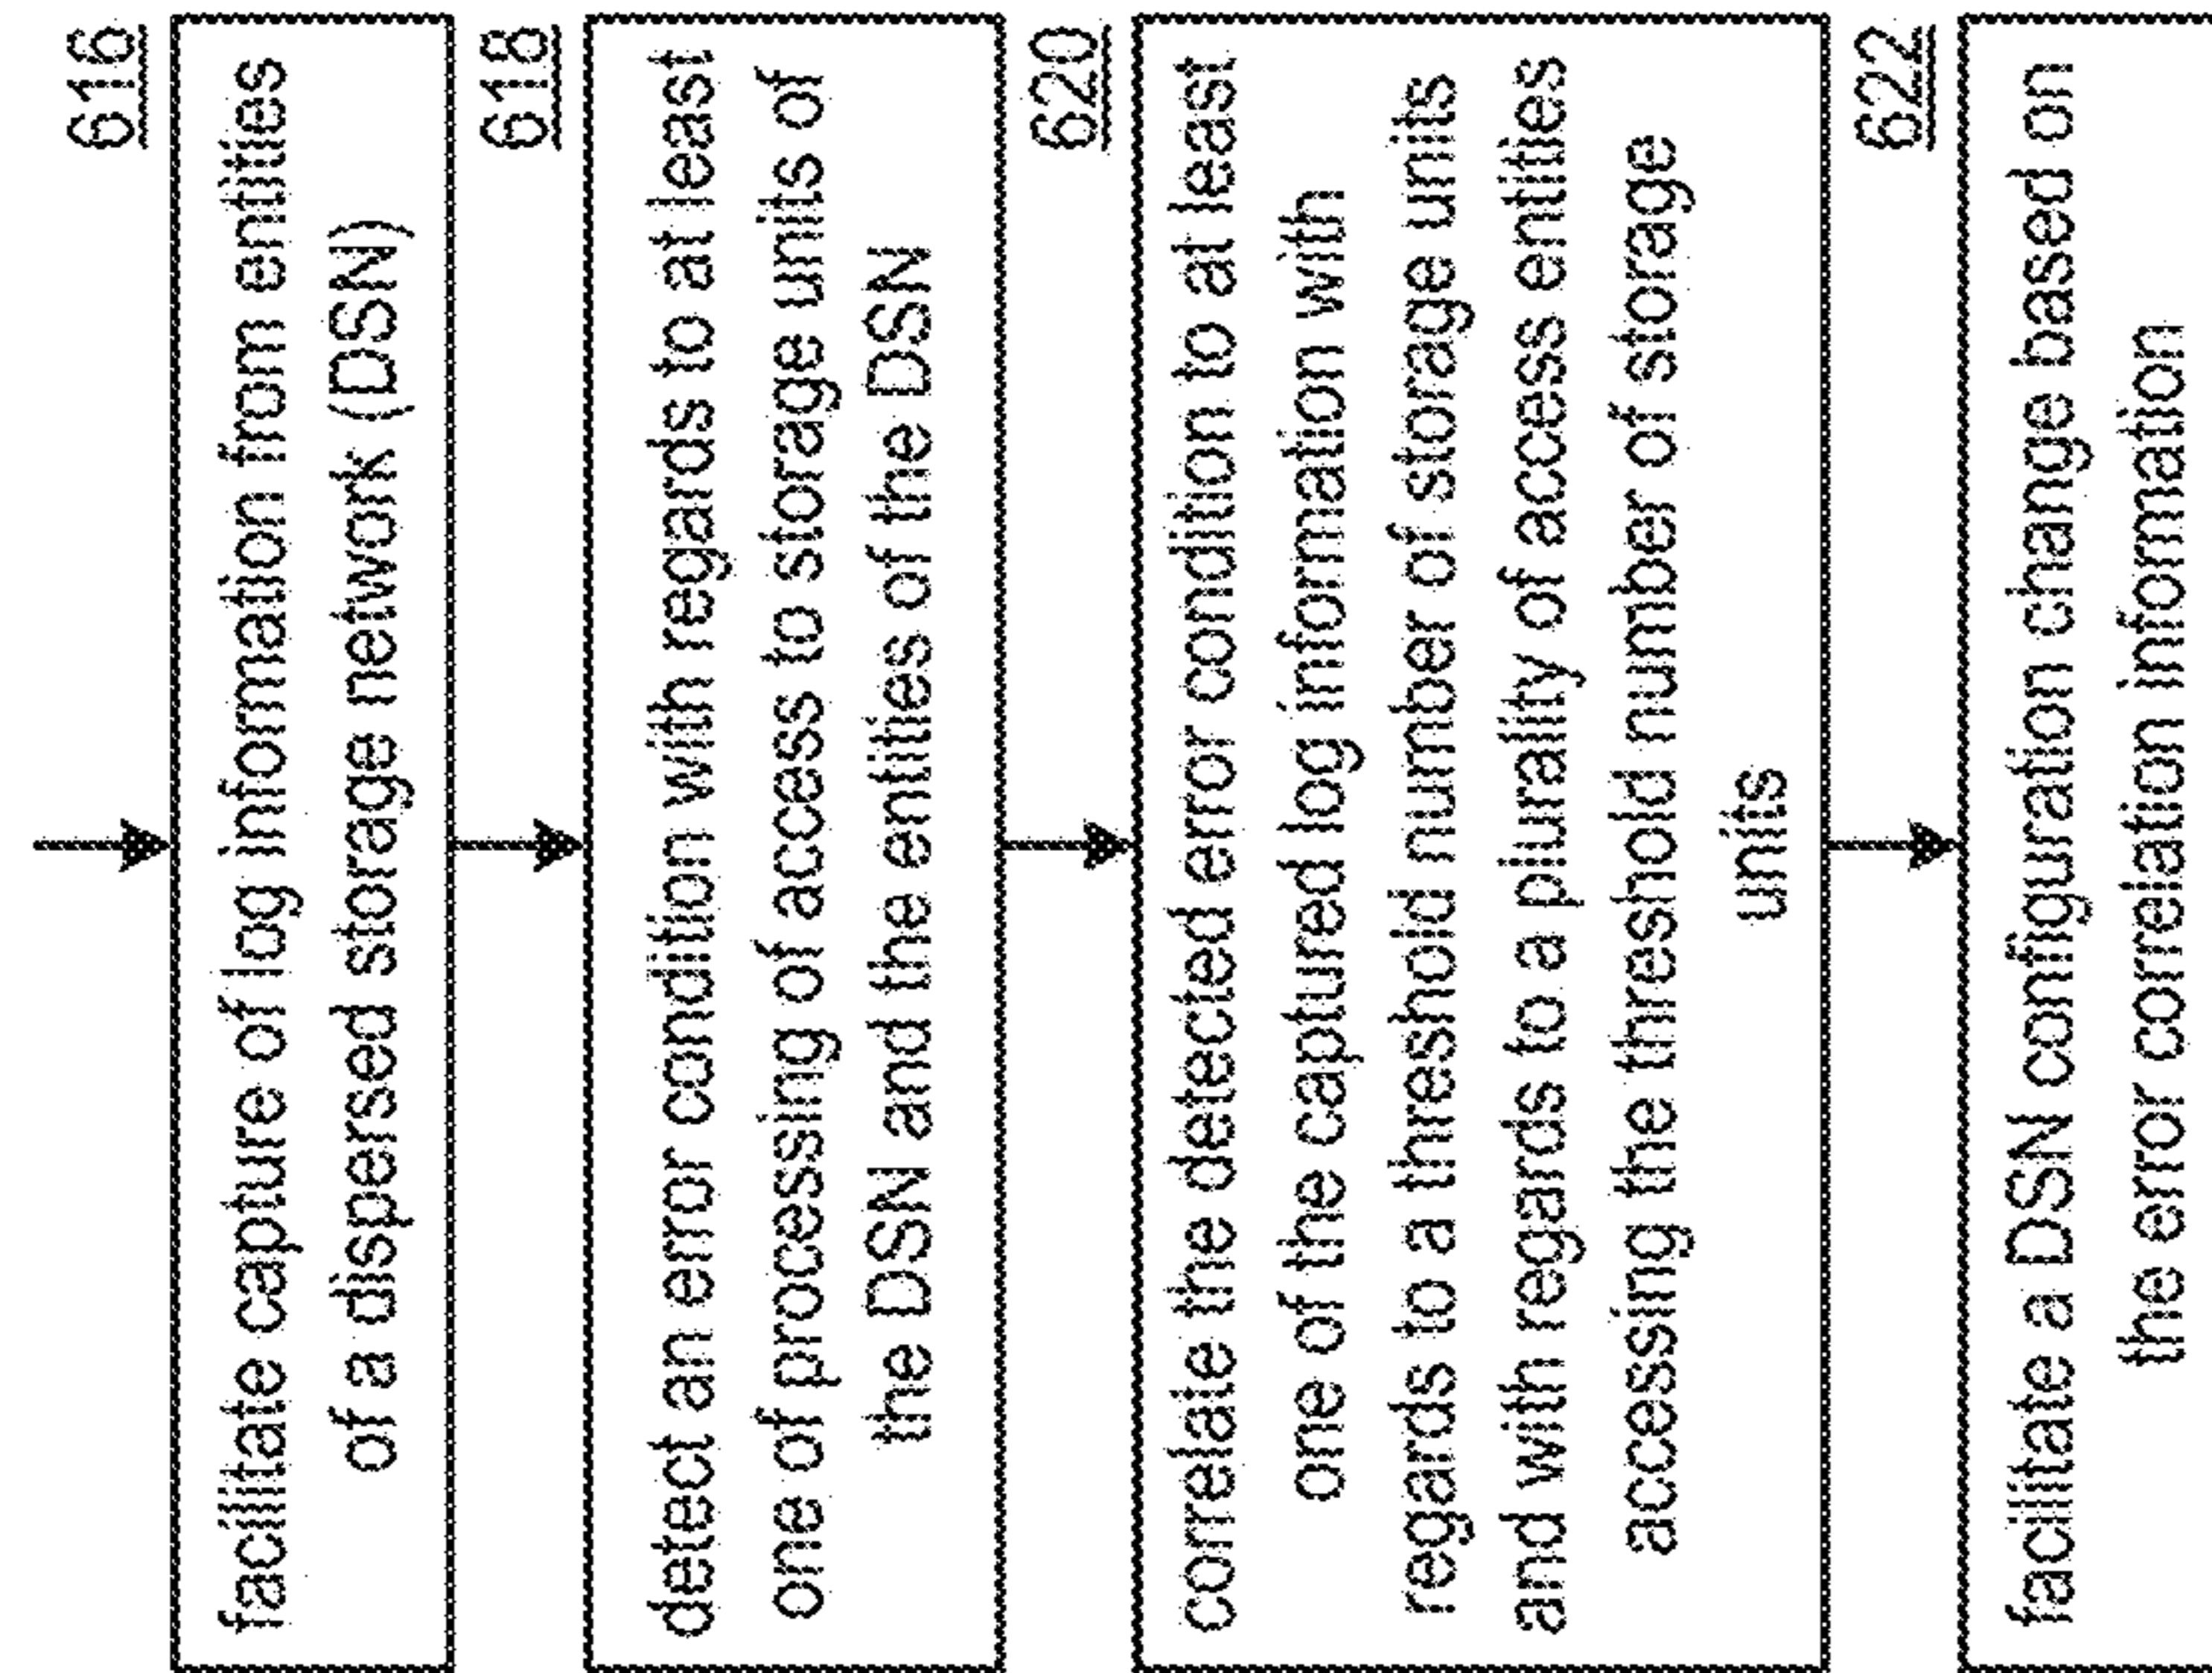 616
facilitate capture of log information from entities
of a dispersed storage network (DSN)
618
detect an error condition with regards to at least
one of processing of access to storage units of
the DSN and the entities of the DSN
620
correlate the detected error condition to at least
one of the captured log information with
regards to a threshold number of storage units
and with regards to a plurality of access entities
accessing the threshold number of storage
units
622
facilitate a DSN configuration change based on
the error correlation information